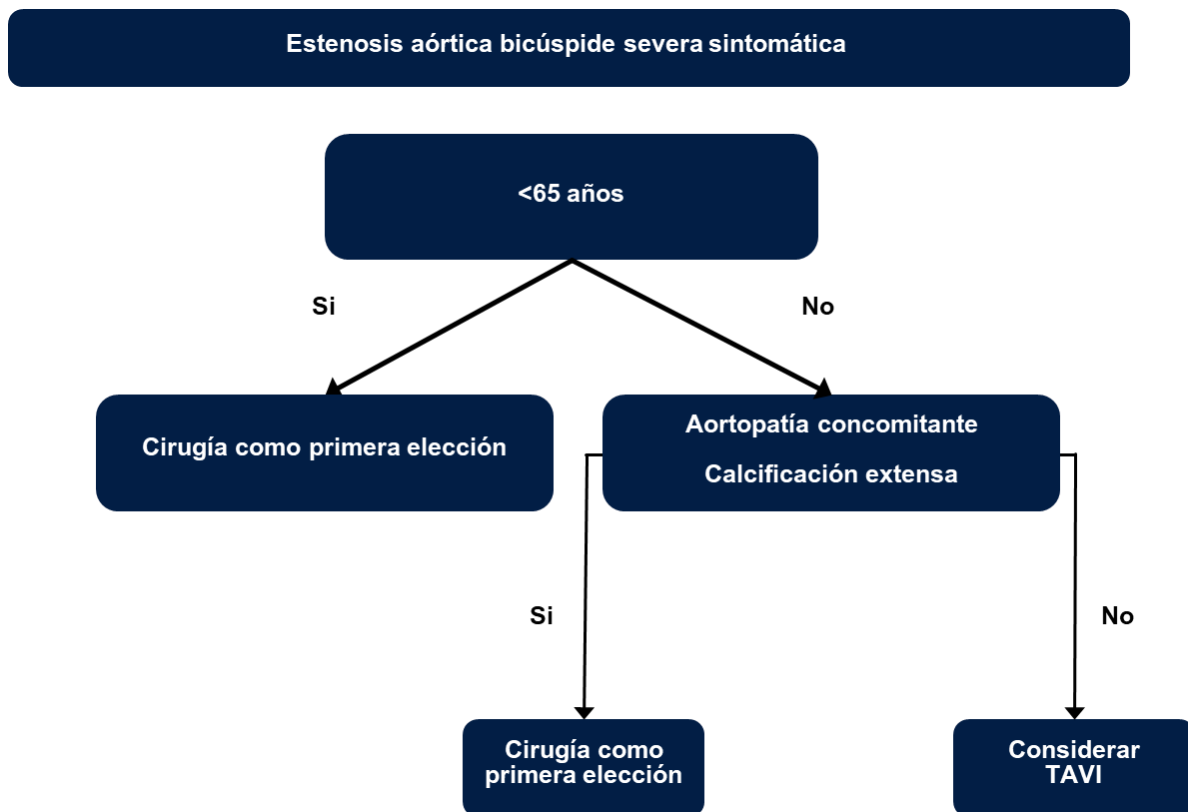 Estenosis aórtica bicúspide severa sintomática
<65 años
Si
No
Cirugía como primera elección
Aortopatía concomitante
Calcificación extensa
Si
No
Cirugía como
primera elección
Considerar
TAVI